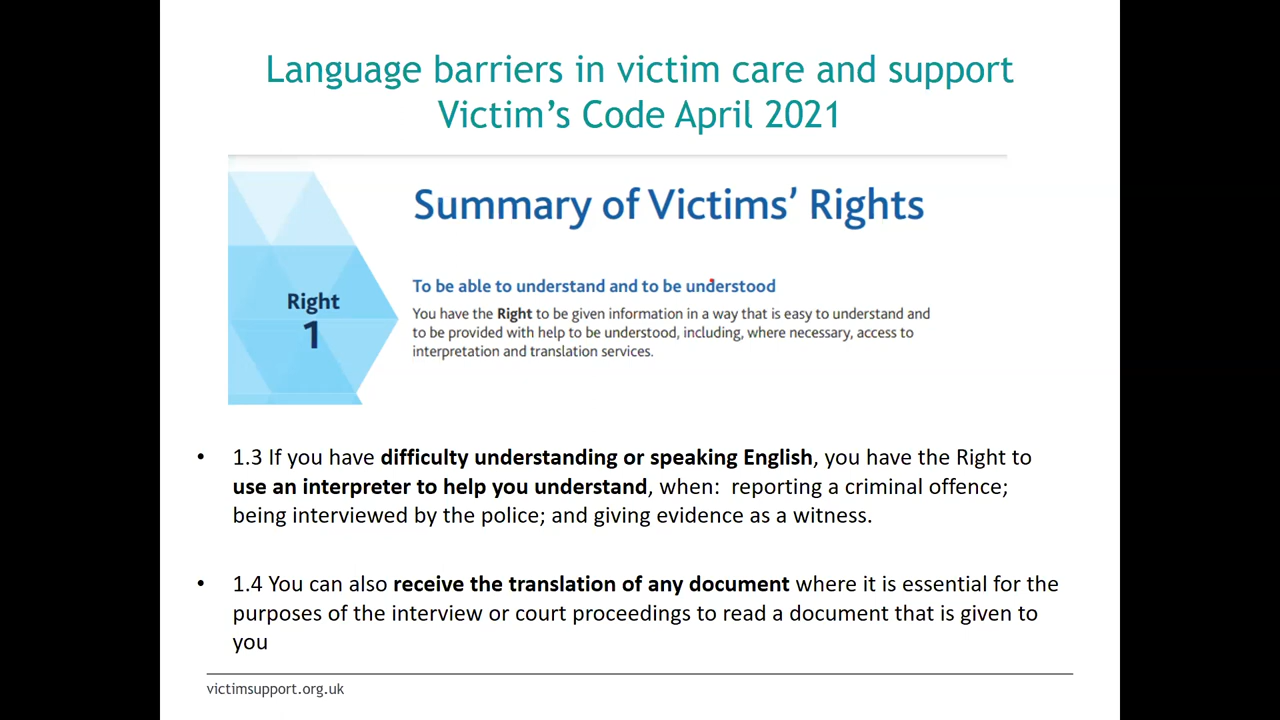 Language barriers in victim care and support
Victim’s Code April 2021
Summary of Victims’ Rights
Right
1
To be able to understand and to be understood
You have the Right to be given information in a way that is easy to understand and
to be provided with help to be understood, including, where necessary, access to
interpretation and translation services.
• 1.3 If you have difficulty understanding or speaking English, you have the Right to
use an interpreter to help you understand, when:  reporting a criminal offence;
being interviewed by the police; and giving evidence as a witness.
• 1.4 You can also receive the translation of any document where it is essential for the
purposes of the interview or court proceedings to read a document that is given to
you
victimsupport.org.uk